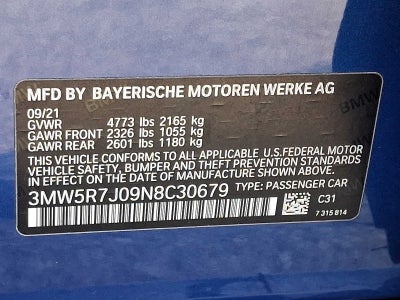 MFD BY BAYERISCHE MOTOREN WERKE AG
09/21
GVWR 4773 lbs 2165 kg
GAWR FRONT 2326 lbs 1055 kg
GAWR REAR 2601 lbs 1180 kg
THIS VEHICLE CONFORMS TO ALL APPLICABLE U.S.FEDERAL MOTOR
VEHICLE SAFETY, BUMPER AND THEFT PREVENTION STANDARDS
IN EFFECT ON THE DATE OF MANUFACTURE SHOWN ABOVE.
3MW5R7J09N8C30679 TYPE: PASSENGER CAR
C31
7 315 814